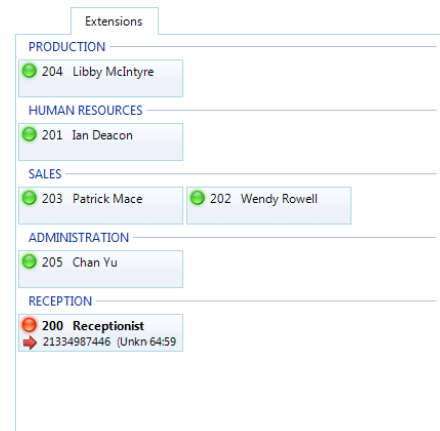 Extensions
PRODUCTION
204 Libby McIntyre
HUMAN RESOURCES
201 Ian Deacon
SALES
203 Patrick Mace 202 Wendy Rowell
ADMINISTRATION
205 Chan Yu
RECEPTION
200 Receptionist
21334987446 (Unkn 64:59